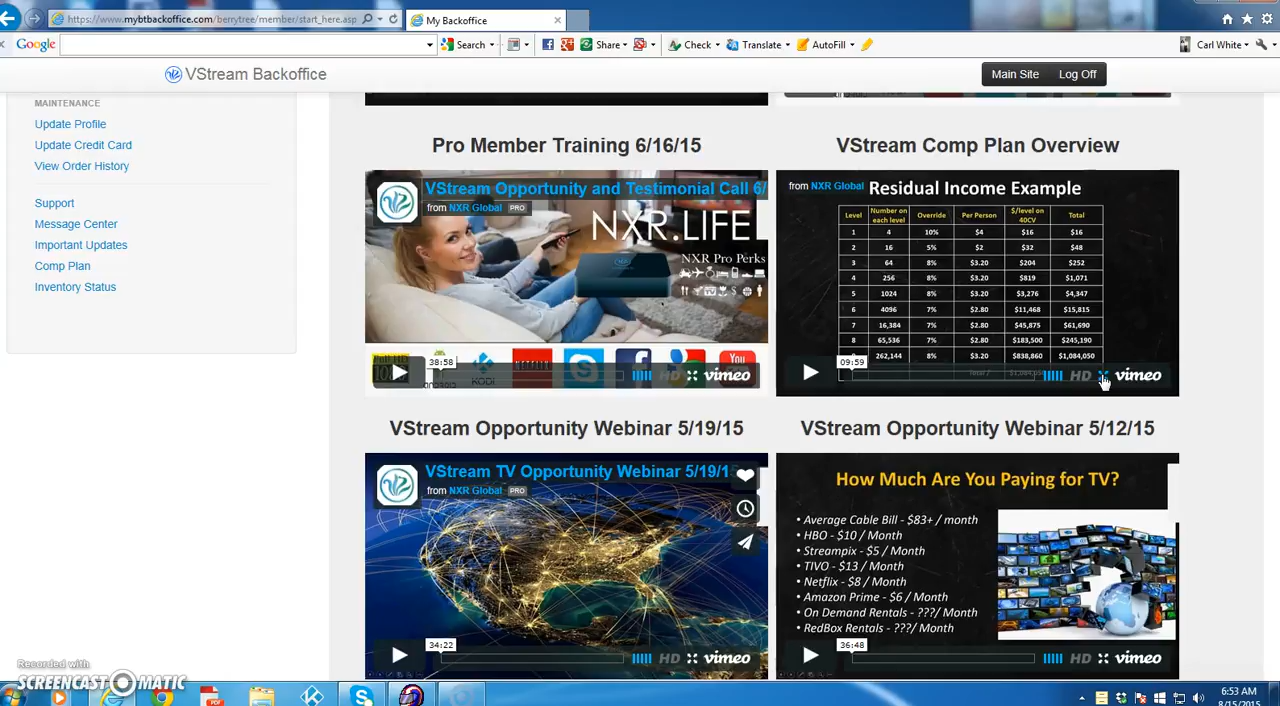 https://www.mybtbackoffice.com/berrytree/member/start_here.asp
My Backoffice
Google
Search
Share
Check
Translate
AutoFill
Carl White
VStream Backoffice
Main Site
Log Off
MAINTENANCE
Update Profile
Update Credit Card
View Order History
Support
Message Center
Important Updates
Comp Plan
Inventory Status
Pro Member Training 6/16/15
VStream Opportunity and Testimonial Call 6/
from NXR Global PRO
NXR.LIFE
NXR Pro Perks
KODI
YOU
38:58
HD
vimeo
VStream Comp Plan Overview
from NXR Global
Residual Income Example
Level Number on each level Override Per Person $/level on 40CV Total
1 4 10% $4 $16 $16
2 16 5% $2 $32 $48
3 64 8% $3.20 $204 $252
4 256 8% $3.20 $819 $1,071
5 1024 8% $3.20 $3,276 $4,347
6 4096 7% $2.80 $11,468 $15,815
7 16,384 7% $2.80 $45,875 $61,690
8 65,536 7% $2.80 $183,500 $245,190
262,144 8% $3.20 $838,860 $1,084,050
09:59
HD
vimeo
VStream Opportunity Webinar 5/19/15
VStream TV Opportunity Webinar 5/19/1
from NXR Global PRO
34:22
HD
vimeo
VStream Opportunity Webinar 5/12/15
How Much Are You Paying for TV?
• Average Cable Bill - $83+ / month
• HBO - $10 / Month
• Streampix - $5 / Month
• TIVO - $13 / Month
• Netflix - $8 / Month
• Amazon Prime - $6 / Month
• On Demand Rentals - ???/ Month
• RedBox Rentals - ???/ Month
36:48
HD
vimeo
Recorded with
SCREENCAST-O-MATIC
6:53 AM
8/15/2015